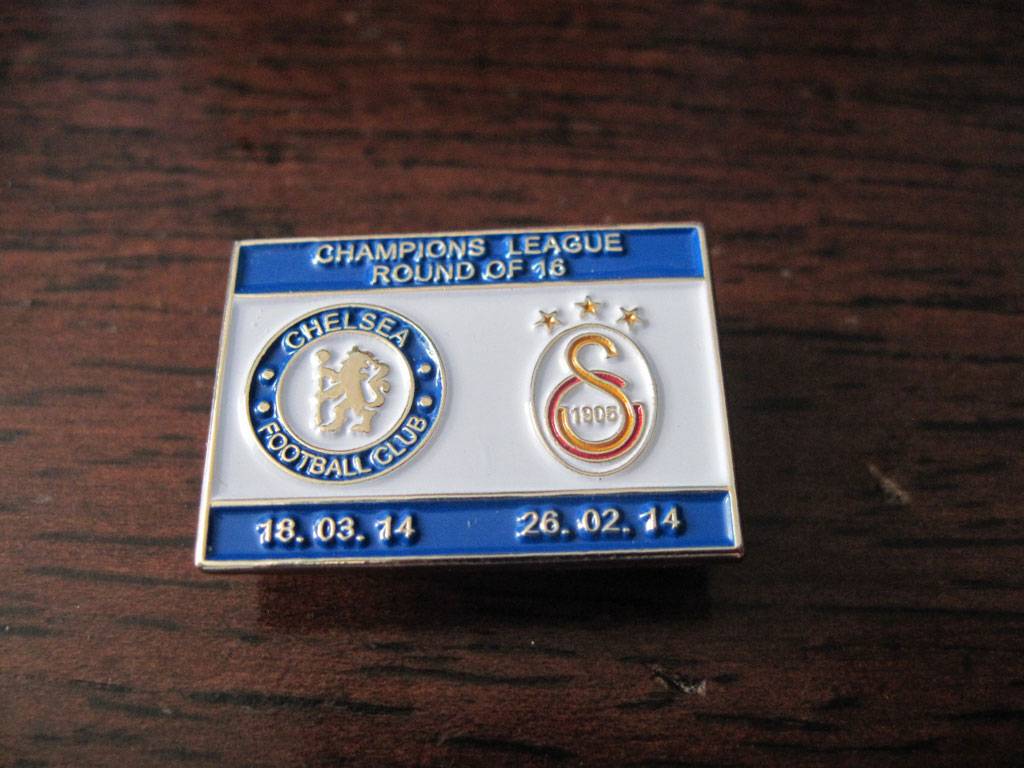 CHAMPIONS LEAGUE
ROUND OF 16
CHELSEA
FOOTBALL CLUB
1905
18. 03. 14
26. 02. 14